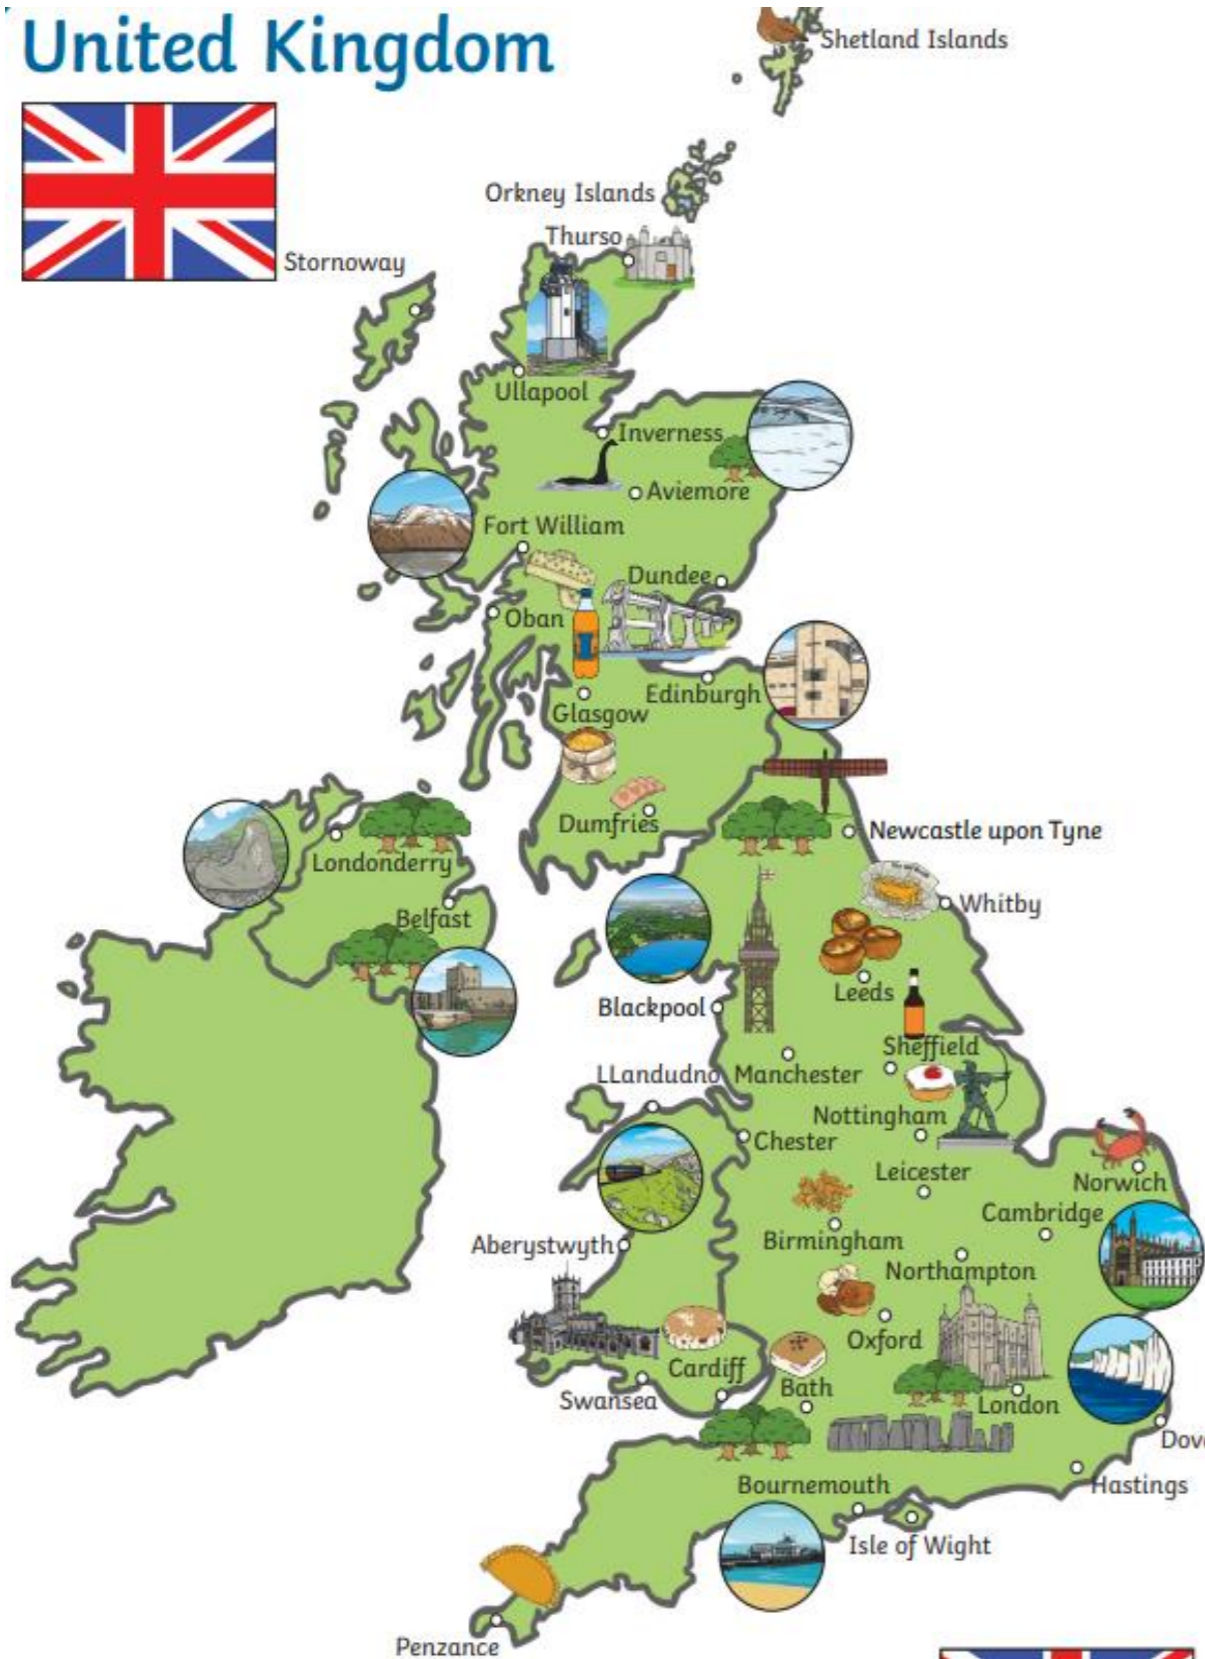 United Kingdom
Shetland Islands
Orkney Islands
Thurso
Stornoway
Ullapool
Inverness
Aviemore
Fort William
Dundee
Oban
Edinburgh
Glasgow
Dumfries
Newcastle upon Tyne
Londonderry
Whitby
Belfast
Leeds
Blackpool
Sheffield
LLandudno
Manchester
Nottingham
Chester
Leicester
Norwich
Cambridge
Birmingham
Aberystwyth
Northampton
Oxford
Cardiff
Bath
Swansea
London
Dov
Bournemouth
Hastings
Isle of Wight
Penzance